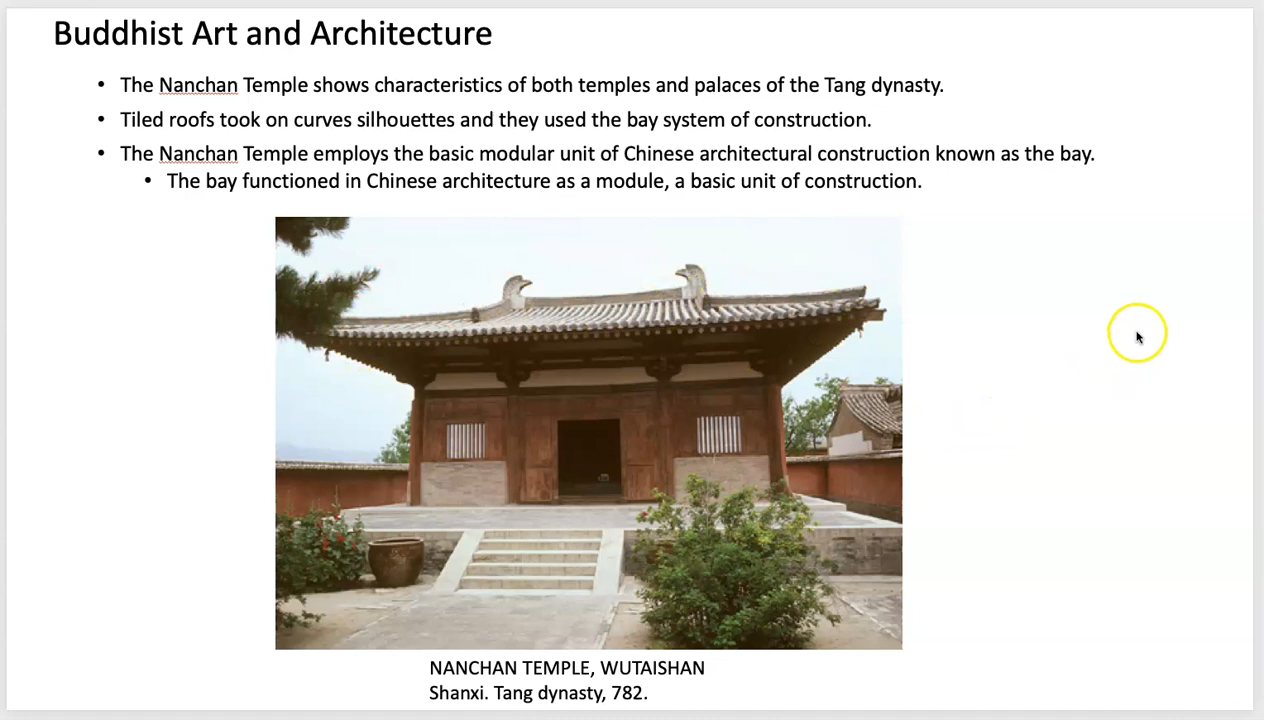 Buddhist Art and Architecture
• The Nanchan Temple shows characteristics of both temples and palaces of the Tang dynasty.
• Tiled roofs took on curves silhouettes and they used the bay system of construction.
• The Nanchan Temple employs the basic modular unit of Chinese architectural construction known as the bay.
• The bay functioned in Chinese architecture as a module, a basic unit of construction.
NANCHAN TEMPLE, WUTAISHAN
Shanxi. Tang dynasty, 782.